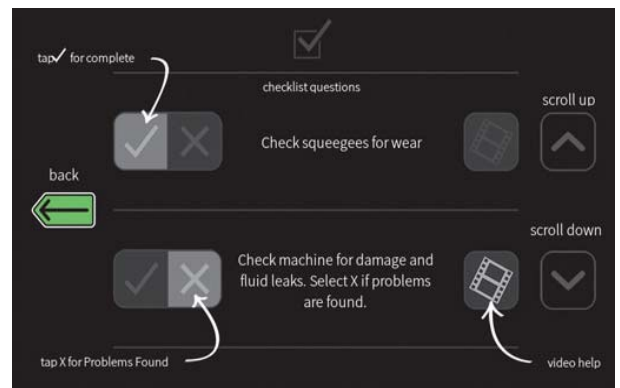 tap✓ for complete
checklist questions
scroll up
Check squeegees for wear
back
scroll down
Check machine for damage and
fluid leaks. Select X if problems
are found.
tap X for Problems Found
video help